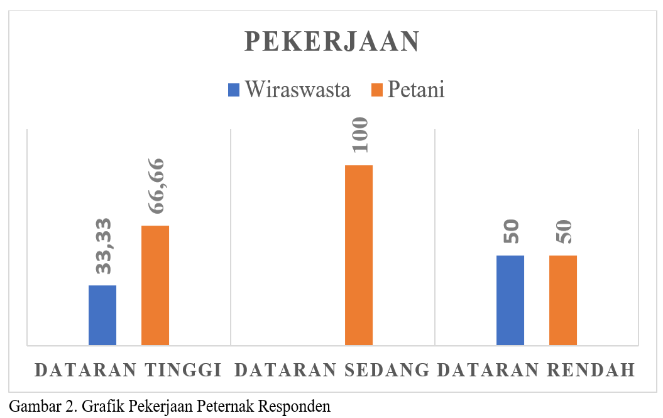 PEKERJAAN
Wiraswasta Petani
33,33 66,66 100 50 50
DATARAN TINGGI DATARAN SEDANG DATARAN RENDAH
Gambar 2. Grafik Pekerjaan Peternak Responden